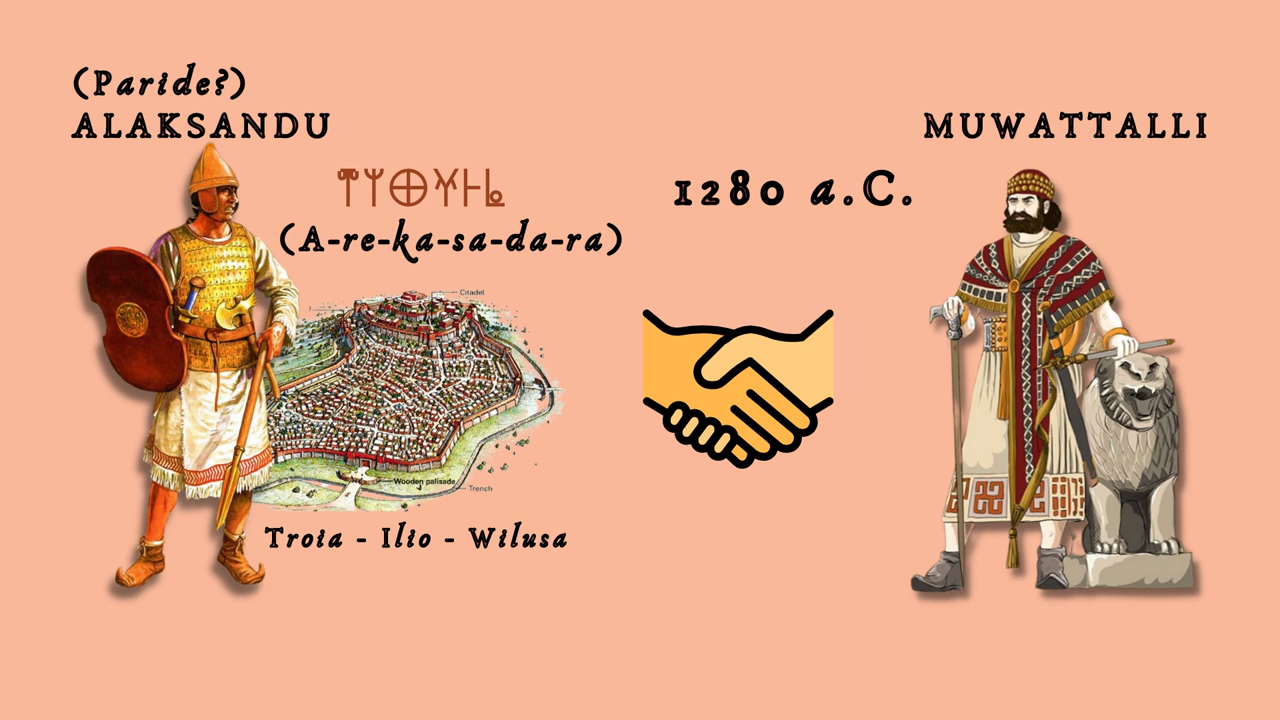 (Paride?)
ALAKSANDU
MUWATTALLI
𐀀𐀩𐀏𐀭𐀅𐀨
(A-re-ka-sa-da-ra)
1280 a.C.
Citadel
?
Wooden palisade
Trench
Troia - Ilio - Wilusa